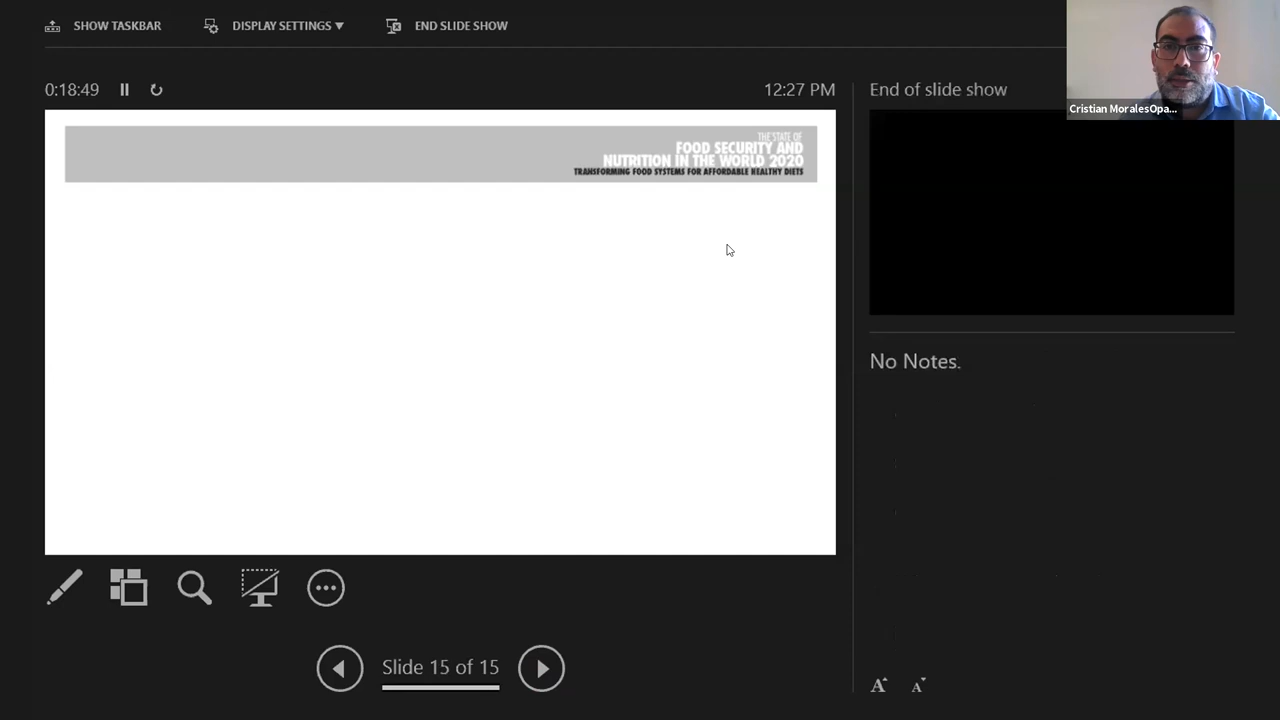 SHOW TASKBAR
DISPLAY SETTINGS ▼
END SLIDE SHOW
Cristian MoralesOpa...
0:18:49
12:27 PM
End of slide show
THE STATE OF
FOOD SECURITY AND
NUTRITION IN THE WORLD 2020
TRANSFORMING FOOD SYSTEMS FOR AFFORDABLE HEALTHY DIETS
No Notes.
Slide 15 of 15
A A